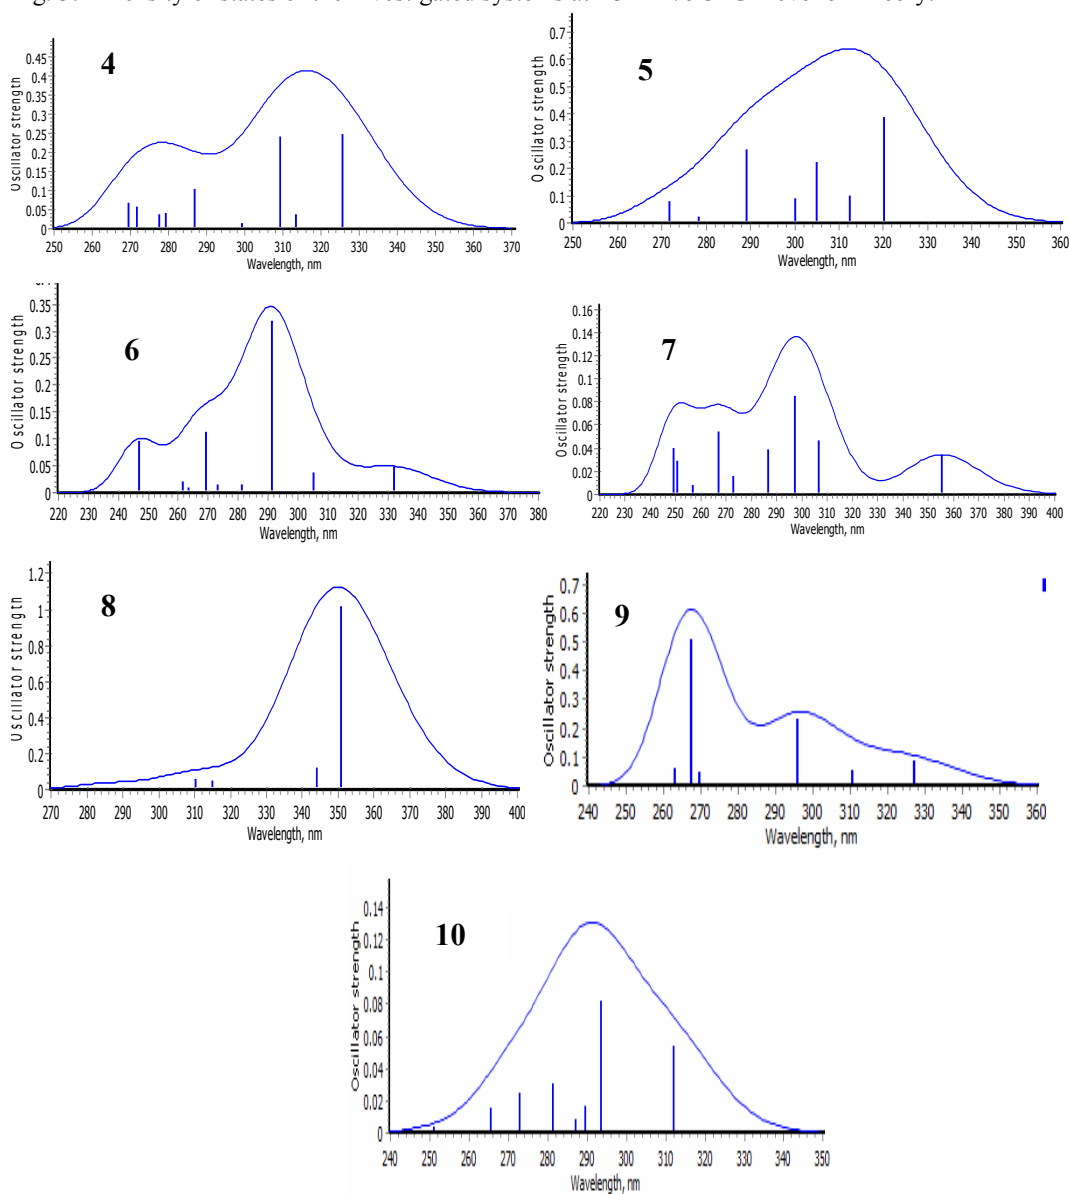 density of states of the investigated systems at level of theory.
4
Oscillator strength
0.45
0.4
0.35
0.3
0.25
0.2
0.15
0.1
0.05
0
250 260 270 280 290 300 310 320 330 340 350 360 370
Wavelength, nm
5
Oscillator strength
0.7
0.6
0.5
0.4
0.3
0.2
0.1
0
250 260 270 280 290 300 310 320 330 340 350 360
Wavelength, nm
6
Oscillator strength
0.35
0.3
0.25
0.2
0.15
0.1
0.05
0
220 230 240 250 260 270 280 290 300 310 320 330 340 350 360 370 380
Wavelength, nm
7
Oscillator strength
0.16
0.14
0.12
0.1
0.08
0.06
0.04
0.02
0
220 230 240 250 260 270 280 290 300 310 320 330 340 350 360 370 380 390 400
Wavelength, nm
8
Oscillator strength
1.2
1
0.8
0.6
0.4
0.2
0
270 280 290 300 310 320 330 340 350 360 370 380 390 400
Wavelength, nm
9
Oscillator strength
0.7
0.6
0.5
0.4
0.3
0.2
0.1
0
240 250 260 270 280 290 300 310 320 330 340 350 360
Wavelength, nm
10
Oscillator strength
0.14
0.12
0.1
0.08
0.06
0.04
0.02
0
240 250 260 270 280 290 300 310 320 330 340 350
Wavelength, nm